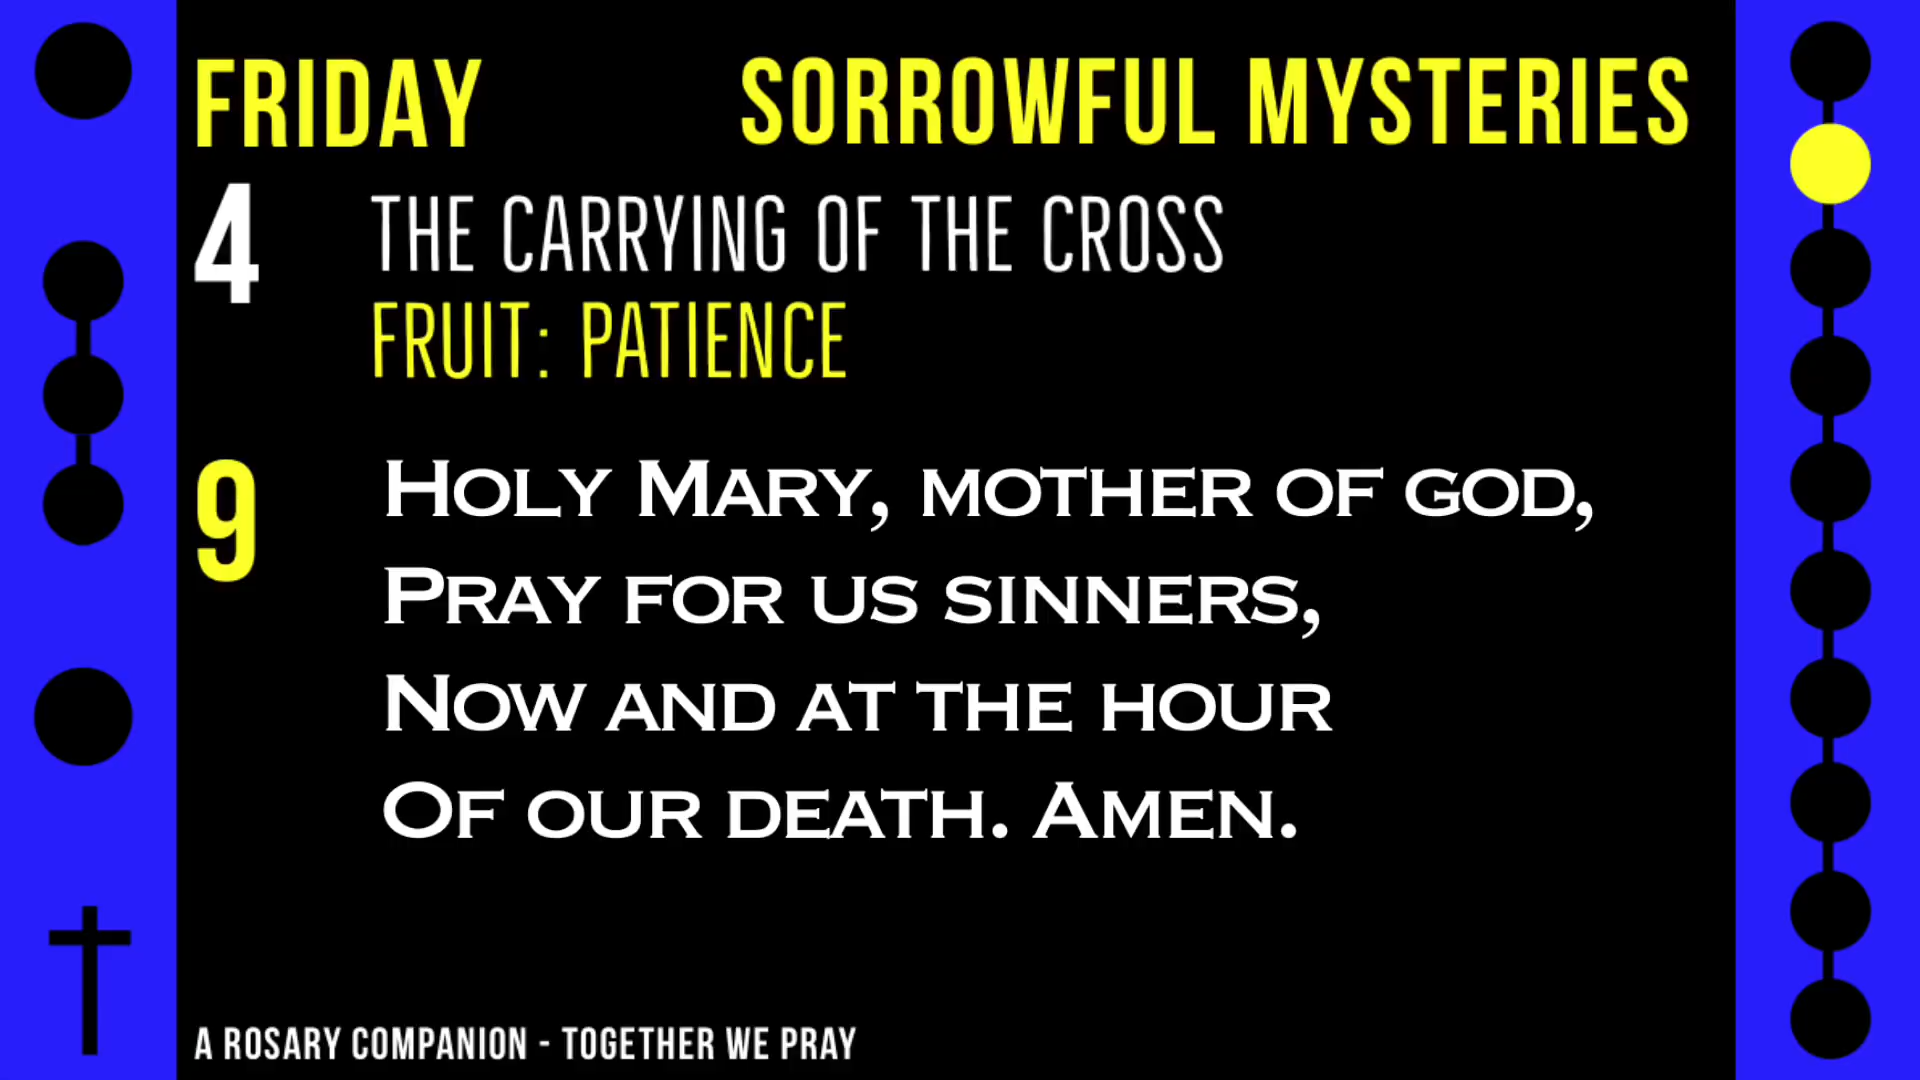 FRIDAY SORROWFUL MYSTERIES
4 THE CARRYING OF THE CROSS
FRUIT: PATIENCE
9 HOLY MARY, MOTHER OF GOD,
PRAY FOR US SINNERS,
NOW AND AT THE HOUR
OF OUR DEATH. AMEN.
A ROSARY COMPANION - TOGETHER WE PRAY